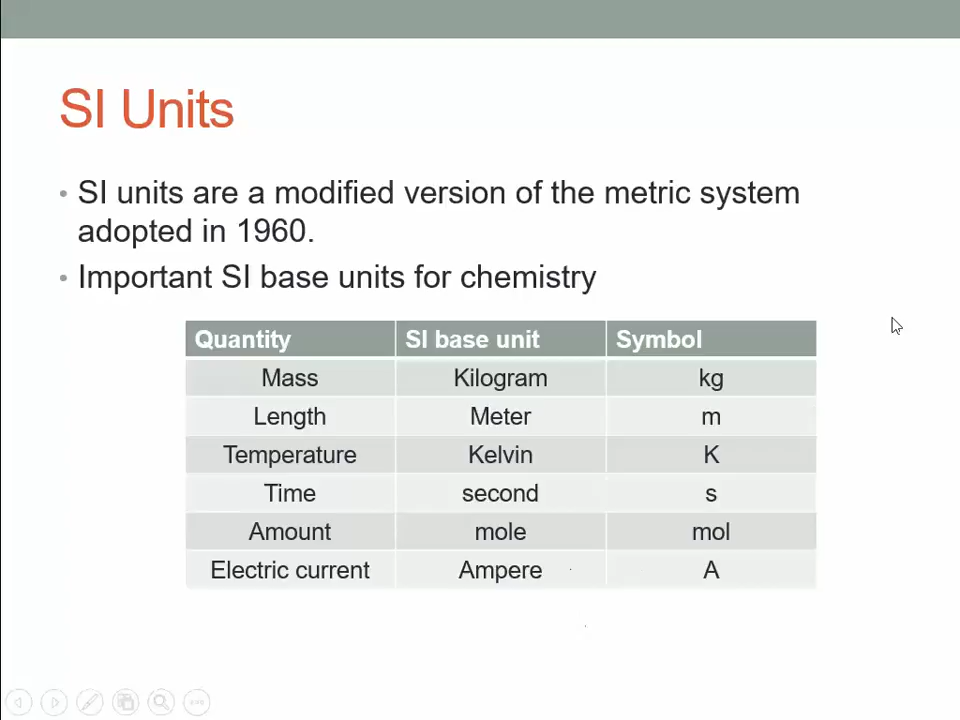 SI Units
• SI units are a modified version of the metric system
adopted in 1960.
• Important SI base units for chemistry
Quantity SI base unit Symbol
Mass Kilogram kg
Length Meter m
Temperature Kelvin K
Time second s
Amount mole mol
Electric current Ampere A